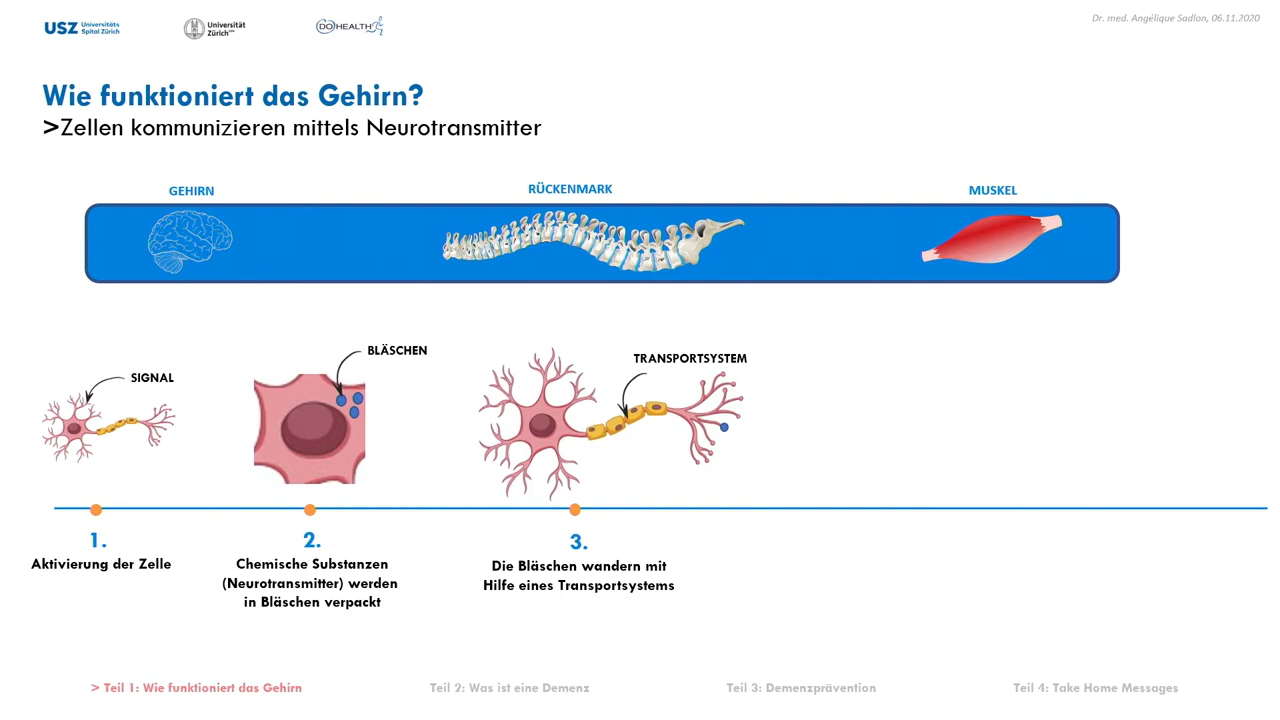 USZ Universitäts Spital Zürich
Universität Zürich
DO HEALTH
Dr. med. Angélique Sadlon, 06.11.2020
Wie funktioniert das Gehirn?
>Zellen kommunizieren mittels Neurotransmitter
GEHIRN
RÜCKENMARK
MUSKEL
SIGNAL
BLÄSCHEN
TRANSPORTSYSTEM
1.
Aktivierung der Zelle
2.
Chemische Substanzen
(Neurotransmitter) werden
in Bläschen verpackt
3.
Die Bläschen wandern mit
Hilfe eines Transportsystems
> Teil 1: Wie funktioniert das Gehirn
Teil 2: Was ist eine Demenz
Teil 3: Demenzprävention
Teil 4: Take Home Messages